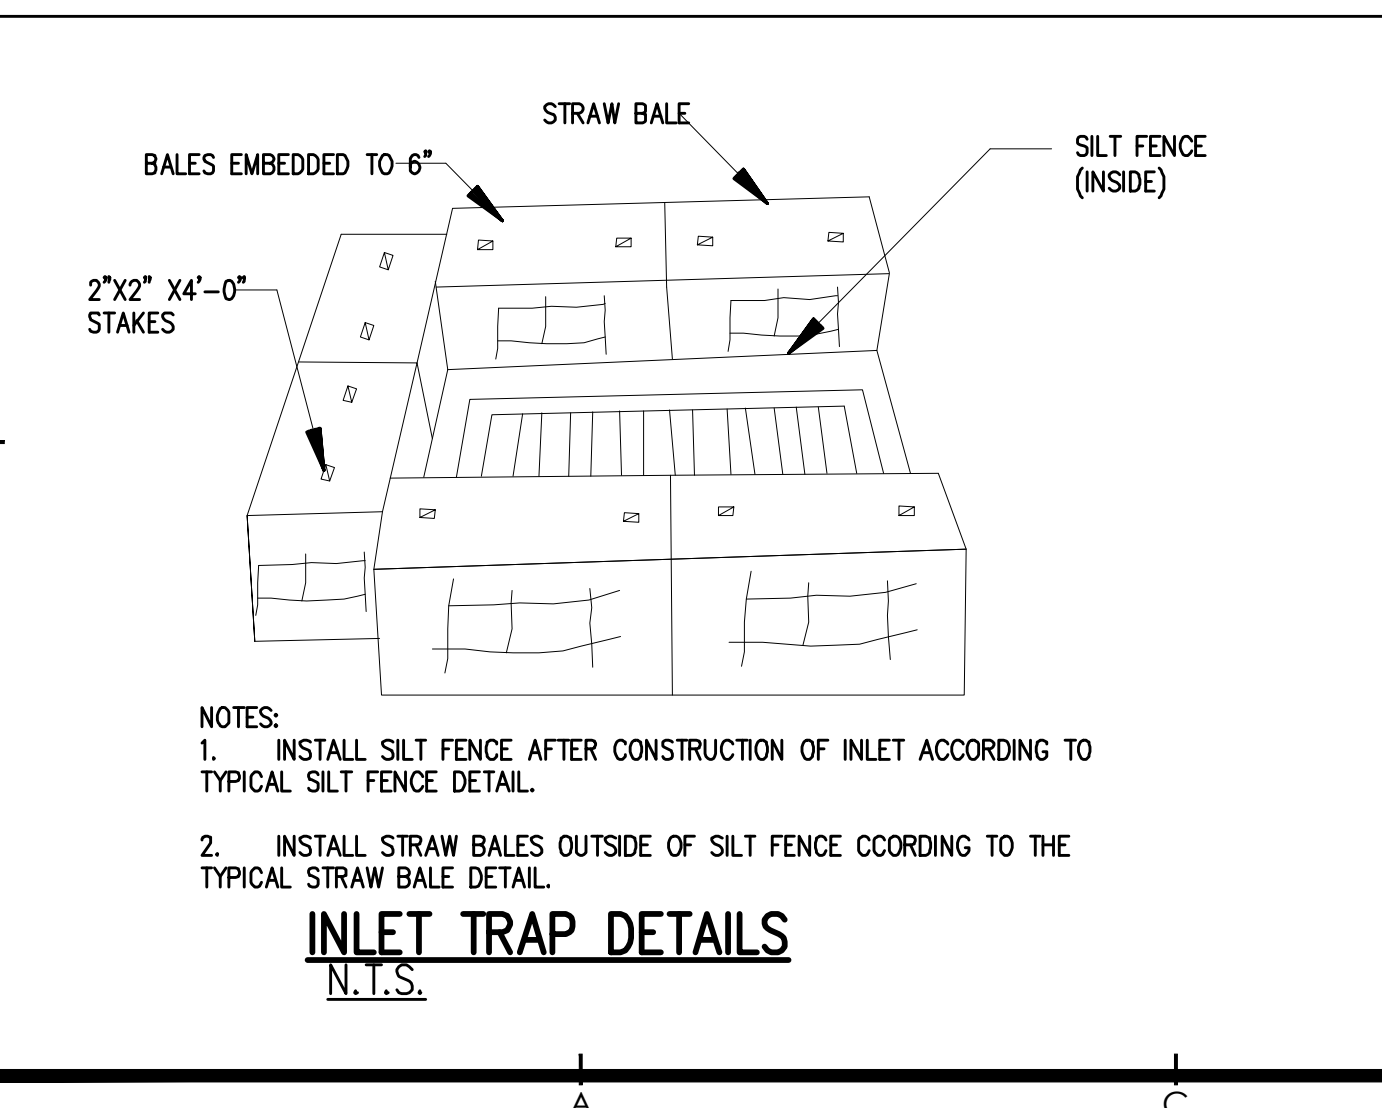 STRAW BALE
BALES EMBEDDED TO 6"
SILT FENCE
(INSIDE)
2"X2" X4'-0"
STAKES
NOTES:
1. INSTALL SILT FENCE AFTER CONSTRUCTION OF INLET ACCORDING TO
TYPICAL SILT FENCE DETAIL.
2. INSTALL STRAW BALES OUTSIDE OF SILT FENCE CCORDING TO THE
TYPICAL STRAW BALE DETAIL.
INLET TRAP DETAILS
N.T.S.